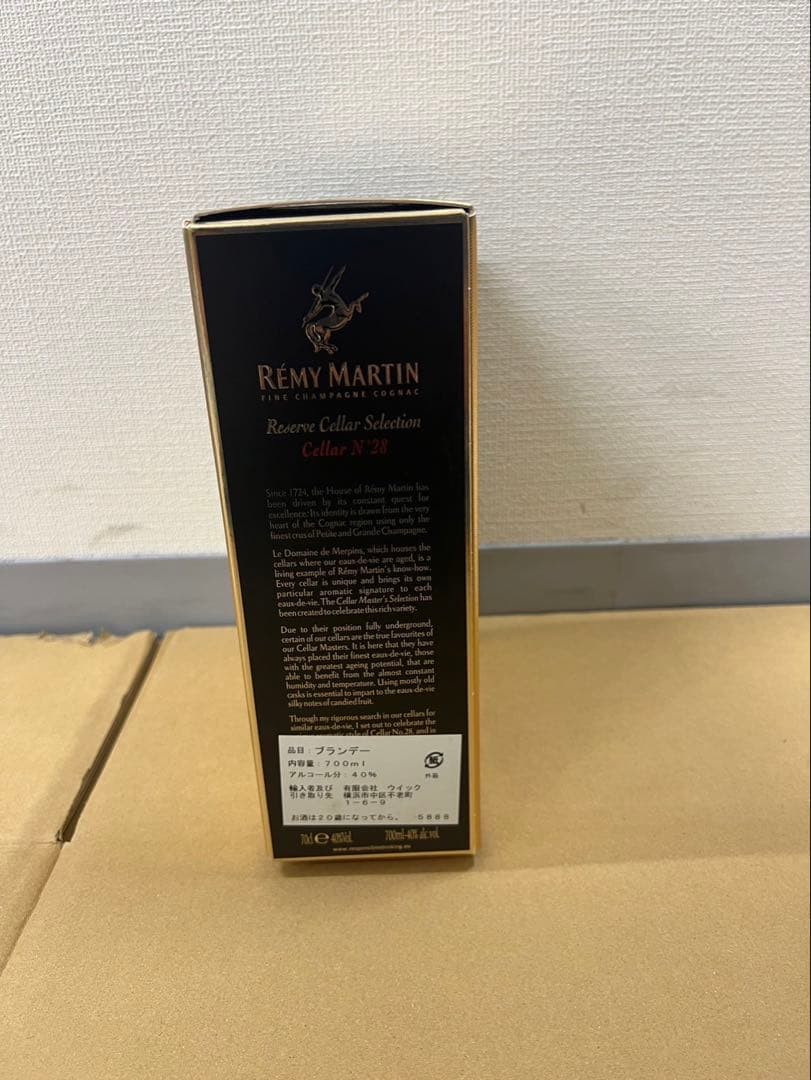 RÉMY MARTIN
FINE CHAMPAGNE COGNAC
Reserve Cellar Selection
Cellar N°28
Since 1724, the House of Rémy Martin has
been driven by its constant quest for
excellence. Its identity is drawn from the very
heart of the Cognac region using only the
finest crus of Petite and Grande Champagne.
Le Domaine de Merpins, which houses the
cellars where our eaux-de-vie are aged, is a
living example of Rémy Martin's know-how.
Every cellar is unique and brings its own
particular aromatic signature to each
eaux-de-vie. The Cellar Master's Selection has
been created to celebrate this rich variety.
Due to their position fully underground,
certain of our cellars are the true favourites of
our Cellar Masters. It is here that they have
always placed their finest eaux-de-vie, those
with the greatest ageing potential, that are
able to benefit from the almost constant
humidity and temperature. Using mostly old
casks is essential to impart to the eaux-de-vie
silky notes of candied fruit.
Through my rigorous search in our cellars for
similar eaux-de-vie, I set out to celebrate the
style of Cellar No.28, and in
品目：ブランデー
内容量：700ml
アルコール分：40%
紙
外箱
輸入者及び 有限会社 ウイック
引き取り先 横浜市中区不老町
1-6-9
お酒は20歳になってから。 5888
70cl e 40%Vol. 700ml-40% alc.vol.
www.responsibledrinking.eu